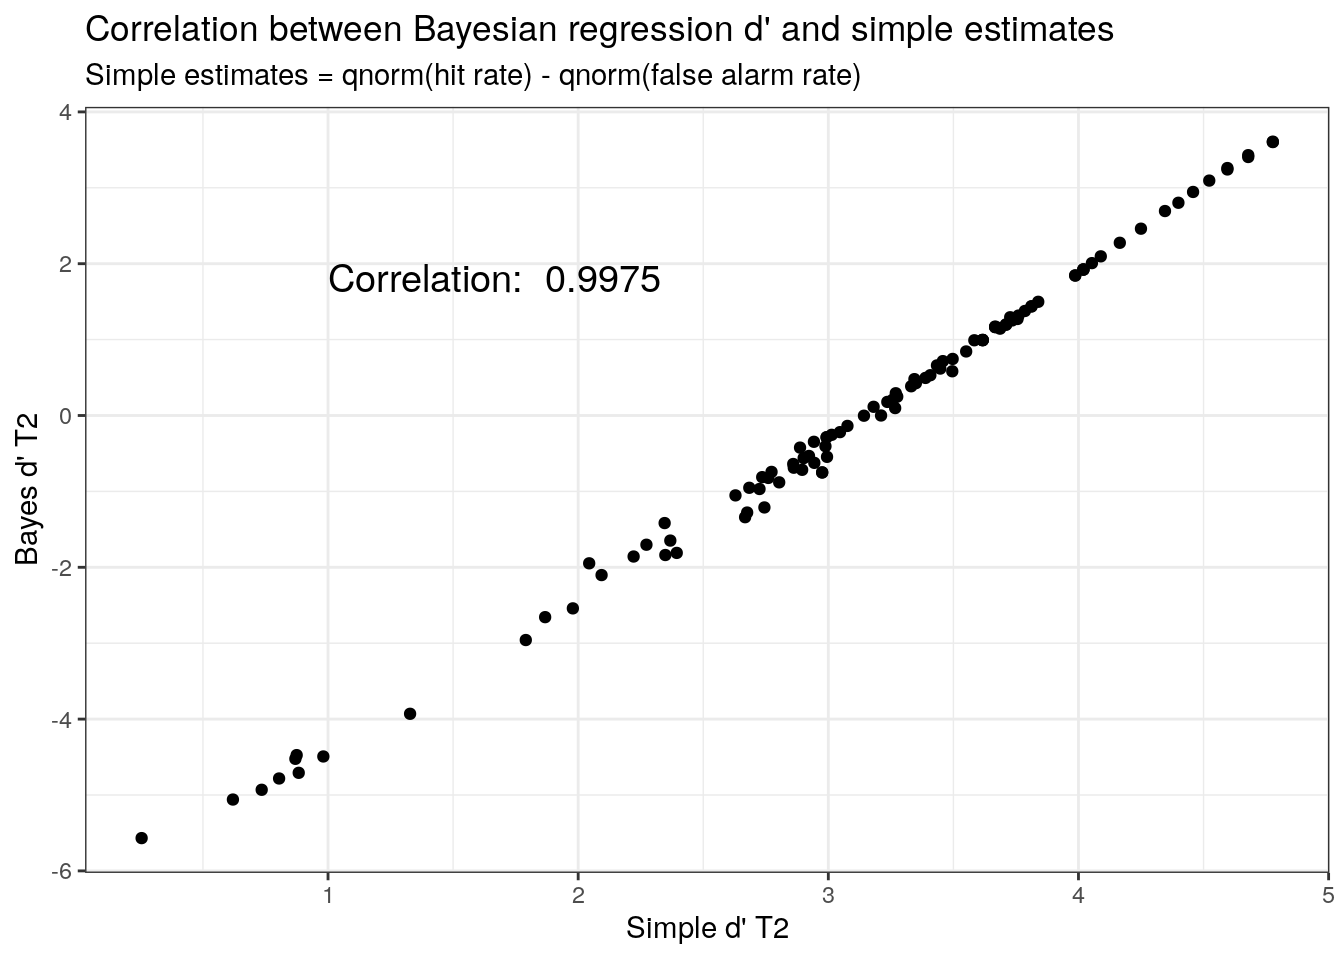 Correlation between Bayesian regression d' and simple estimates
Simple estimates = qnorm(hit rate) - qnorm(false alarm rate)
4
2
0
-2
-4
-6
Bayes d' T2
Correlation:  0.9975
1
2
3
4
5
Simple d' T2